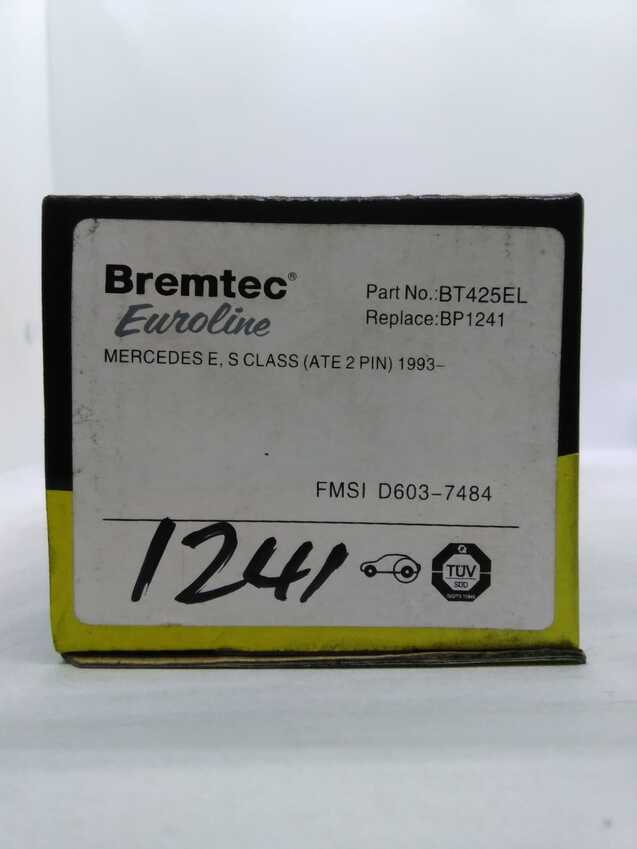 Bremtec®
Euroline
Part No.:BT425EL
Replace:BP1241
MERCEDES E, S CLASS (ATE 2 PIN) 1993–
FMSI D603–7484
1241
TÜV
SÜD